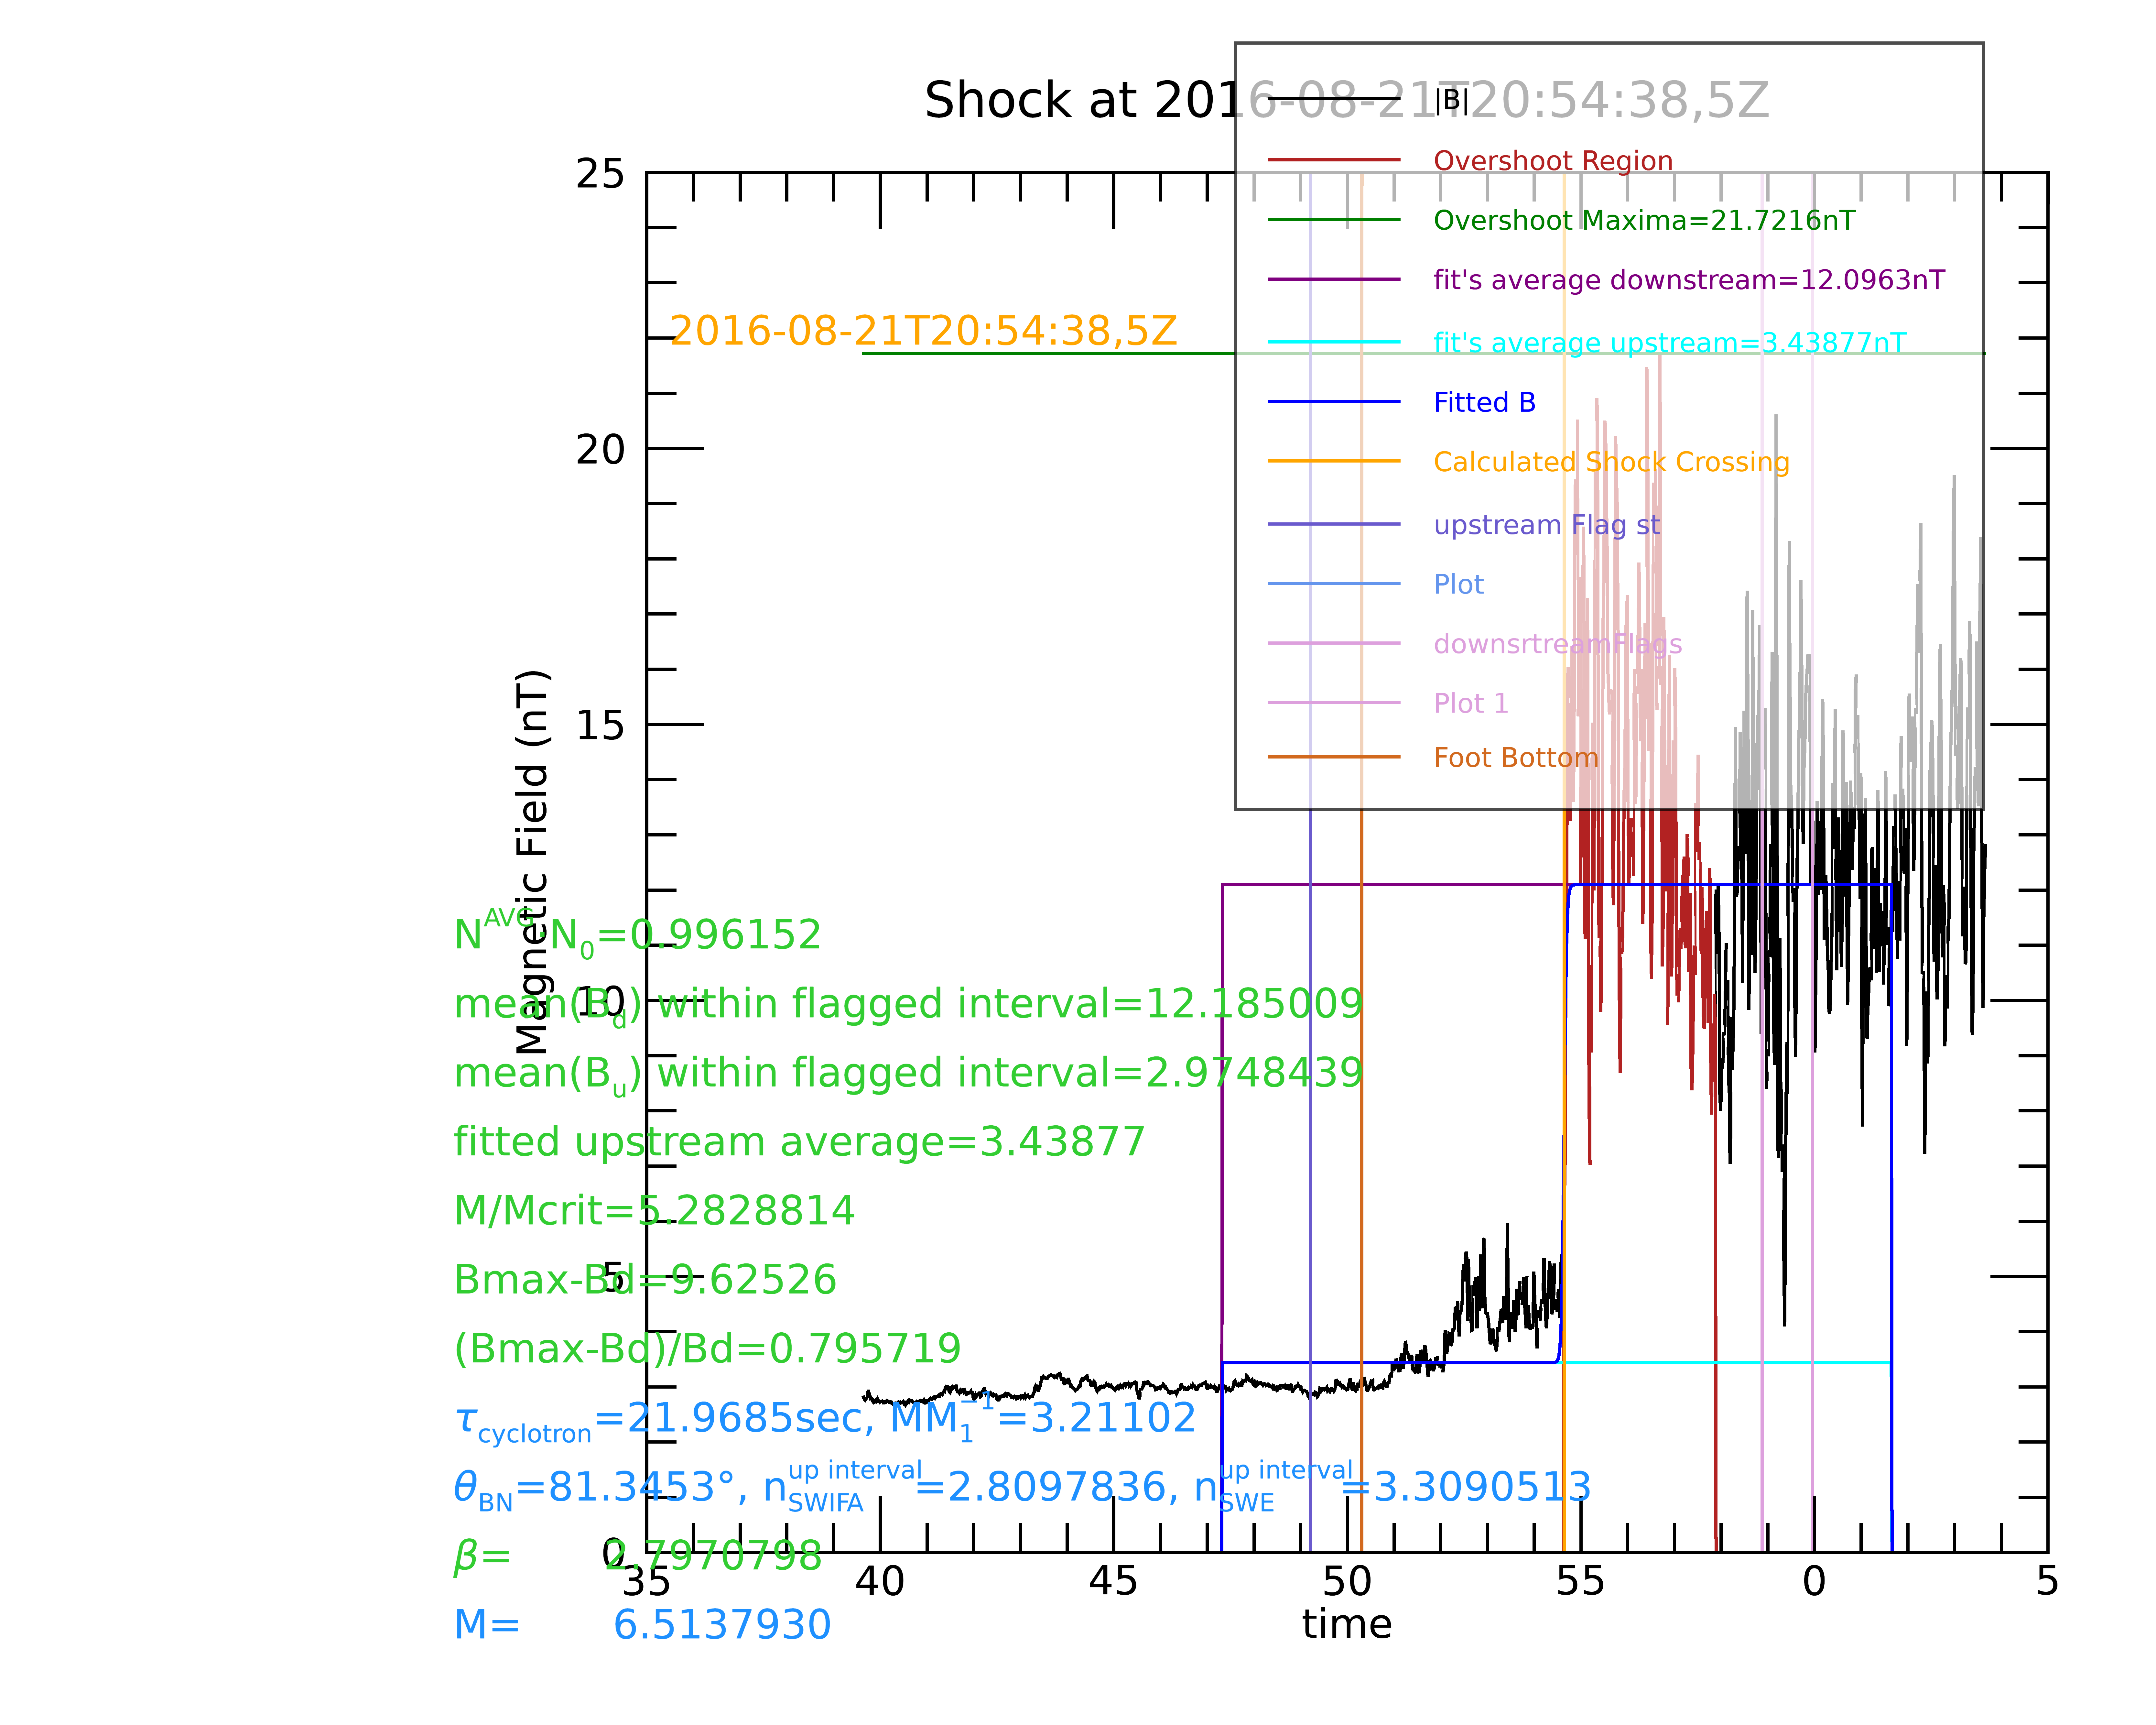 Shock at 2016-08-21T20:54:38,5Z
|B|
Overshoot Region
Overshoot Maxima=21.7216nT
fit's average downstream=12.0963nT
fit's average upstream=3.43877nT
Fitted B
Calculated Shock Crossing
upstream Flag st
Plot
downsrtreamFlags
Plot 1
Foot Bottom
2016-08-21T20:54:38,5Z
25
20
15
10
5
0
Magnetic Field (nT)
N^AVG·N_0=0.996152
mean(B_d) within flagged interval=12.185009
mean(B_u) within flagged interval=2.9748439
fitted upstream average=3.43877
M/Mcrit=5.2828814
Bmax-Bd=9.62526
(Bmax-Bd)/Bd=0.795719
τ_cyclotron=21.9685sec, MM_1^−1=3.21102
θ_BN=81.3453°, n_SWIFA^up interval=2.8097836, n_SWE^up interval=3.3090513
β= 2.7970798
M= 6.5137930
35 40 45 50 55 0 5
time